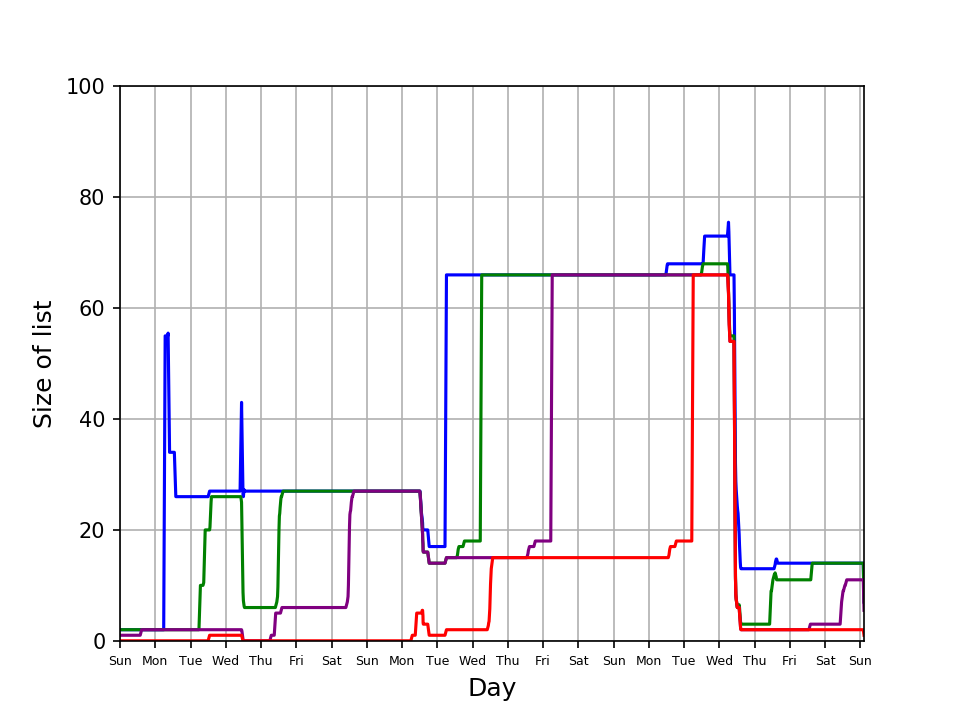 100
80
60
40
20
0
Size of list
Sun Mon Tue Wed Thu Fri Sat Sun Mon Tue Wed Thu Fri Sat Sun Mon Tue Wed Thu Fri Sat Sun
Day